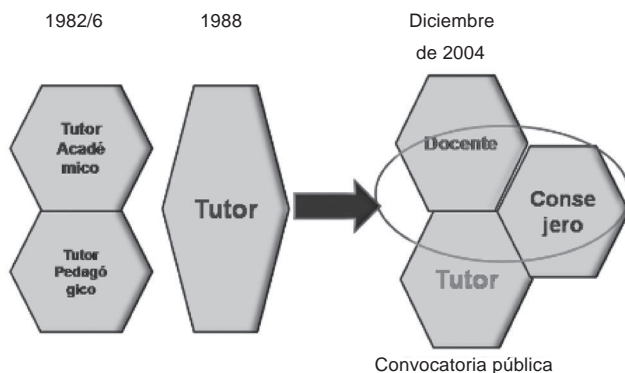 1982/6
1988
Diciembre
de 2004
Tutor
Acadé
mico
Tutor
Pedagó
gico
Tutor
Docente
Conse
jero
Tutor
Convocatoria pública